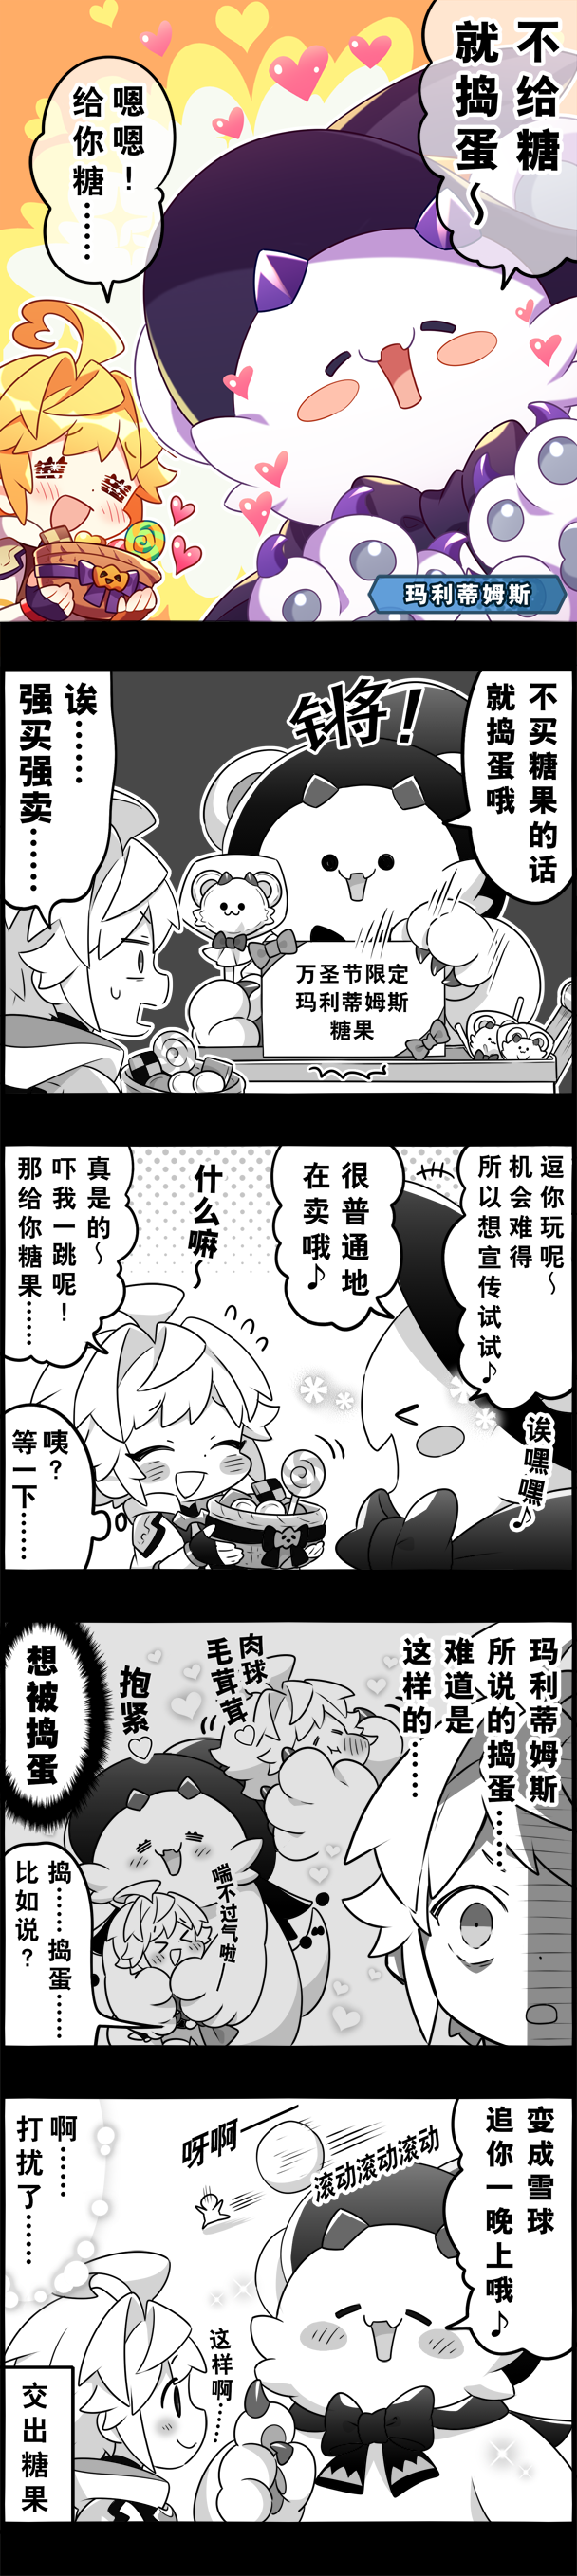 不给糖
就捣蛋～
嗯嗯！
给你糖……
玛利蒂姆斯
不买糖果的话
就捣蛋哦
锵！
诶……
强买强卖……
万圣节限定
玛利蒂姆斯
糖果
逗你玩呢～
机会难得
所以想宣传试试♪
诶嘿嘿♪
很普通地
在卖哦♪
什么嘛～
真是的～
吓我一跳呢！
那给你糖果……
咦？
等一下……
玛利蒂姆斯
所说的捣蛋……
难道是
这样的……
肉球
毛茸茸
抱紧♡
喘不过气啦——
想被捣蛋
捣……捣蛋……
比如说？
变成雪球
追你一晚上哦♪
滚动滚动滚动
呀啊——
啊……
打扰了……
这样啊……
交出糖果